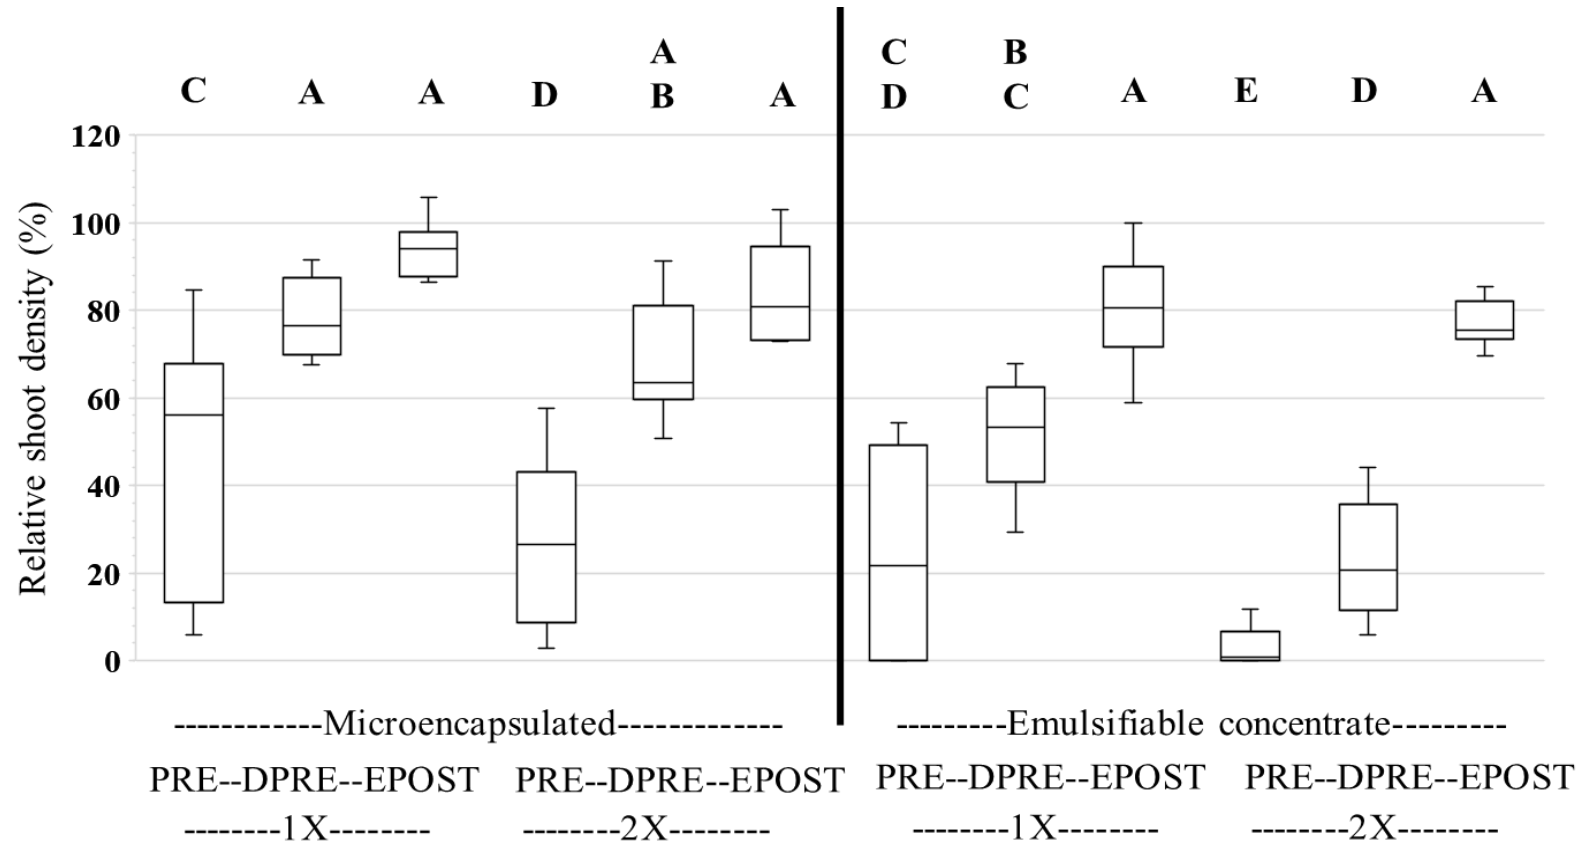 A C B
C A A D B A D C A E D A
120
100
80
60
40
20
0
Relative shoot density (%)
------------Microencapsulated------------- ---------Emulsifiable concentrate---------
PRE--DPRE--EPOST PRE--DPRE--EPOST PRE--DPRE--EPOST PRE--DPRE--EPOST
--------1X-------- --------2X-------- --------1X-------- --------2X--------